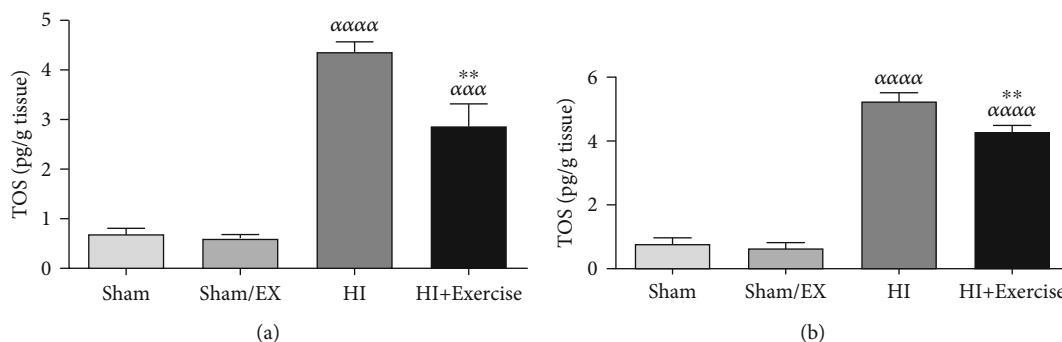 TOS (pg/g tissue)
5
4
3
2
1
0
αααα
**
ααα
Sham
Sham/EX
HI
HI+Exercise
(a)
TOS (pg/g tissue)
6
4
2
0
αααα
**
αααα
Sham
Sham/EX
HI
HI+Exercise
(b)